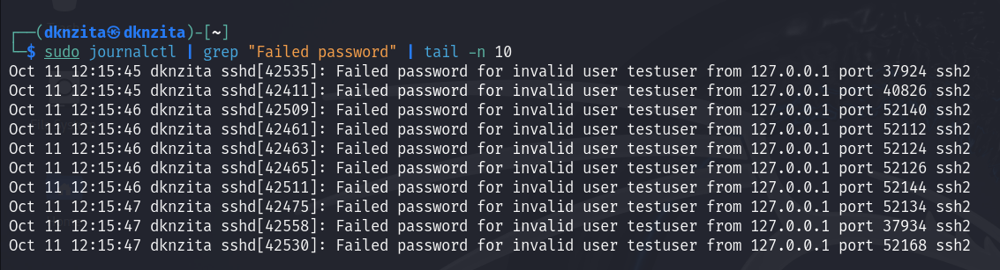 ┌──(dknzita㉿dknzita)-[~]
└─$ sudo journalctl | grep "Failed password" | tail -n 10
Oct 11 12:15:45 dknzita sshd[42535]: Failed password for invalid user testuser from 127.0.0.1 port 37924 ssh2
Oct 11 12:15:45 dknzita sshd[42411]: Failed password for invalid user testuser from 127.0.0.1 port 40826 ssh2
Oct 11 12:15:46 dknzita sshd[42509]: Failed password for invalid user testuser from 127.0.0.1 port 52140 ssh2
Oct 11 12:15:46 dknzita sshd[42461]: Failed password for invalid user testuser from 127.0.0.1 port 52112 ssh2
Oct 11 12:15:46 dknzita sshd[42463]: Failed password for invalid user testuser from 127.0.0.1 port 52124 ssh2
Oct 11 12:15:46 dknzita sshd[42465]: Failed password for invalid user testuser from 127.0.0.1 port 52126 ssh2
Oct 11 12:15:46 dknzita sshd[42511]: Failed password for invalid user testuser from 127.0.0.1 port 52144 ssh2
Oct 11 12:15:47 dknzita sshd[42475]: Failed password for invalid user testuser from 127.0.0.1 port 52134 ssh2
Oct 11 12:15:47 dknzita sshd[42558]: Failed password for invalid user testuser from 127.0.0.1 port 37934 ssh2
Oct 11 12:15:47 dknzita sshd[42530]: Failed password for invalid user testuser from 127.0.0.1 port 52168 ssh2